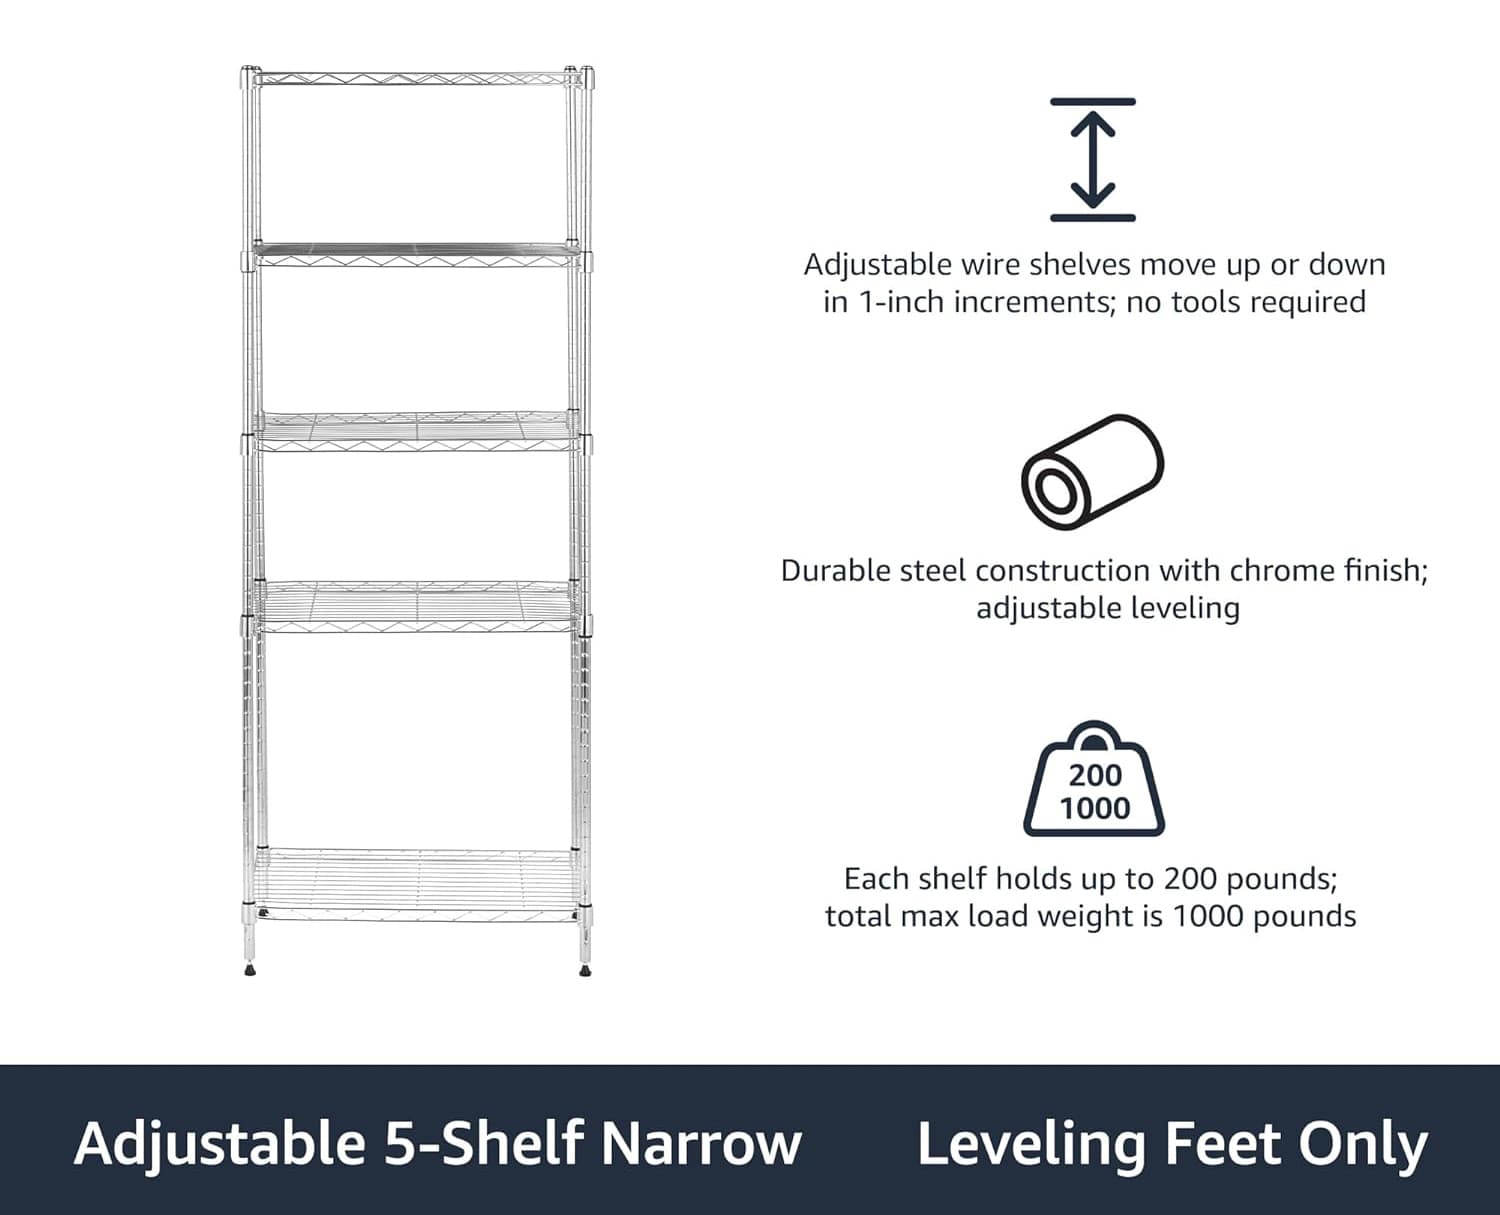 Adjustable wire shelves move up or down
in 1-inch increments; no tools required
Durable steel construction with chrome finish;
adjustable leveling
200
1000
Each shelf holds up to 200 pounds;
total max load weight is 1000 pounds
Adjustable 5-Shelf Narrow
Leveling Feet Only